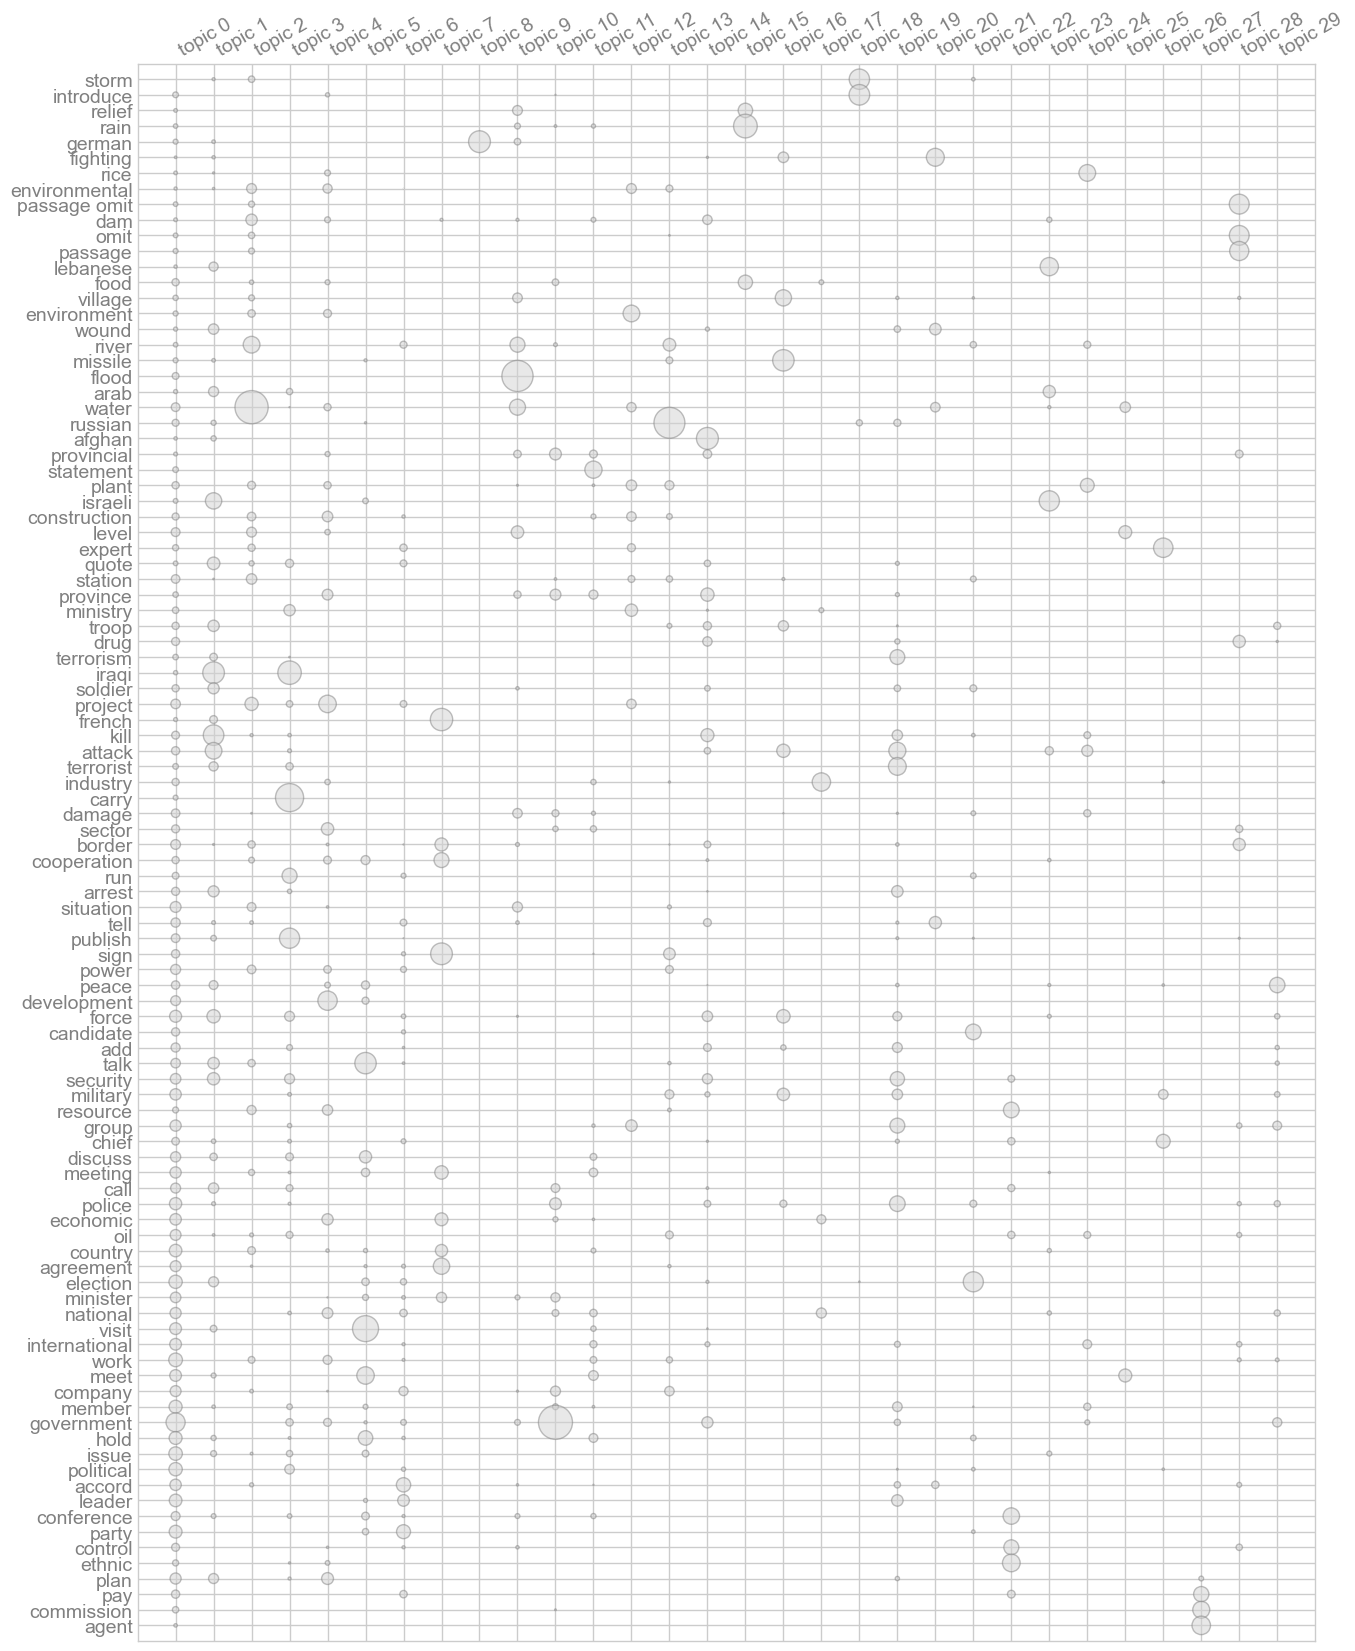 topic 0 topic 1 topic 2 topic 3 topic 4 topic 5 topic 6 topic 7 topic 8 topic 9 topic 10 topic 11 topic 12 topic 13 topic 14 topic 15 topic 16 topic 17 topic 18 topic 19 topic 20 topic 21 topic 22 topic 23 topic 24 topic 25 topic 26 topic 27 topic 28 topic 29
storm
introduce
relief
rain
german
fighting
rice
environmental
passage omit
dam
omit
passage
lebanese
food
village
environment
wound
river
missile
flood
arab
water
russian
afghan
provincial
statement
plant
israeli
construction
level
expert
quote
station
province
ministry
troop
drug
terrorism
iraqi
soldier
project
french
kill
attack
terrorist
industry
carry
damage
sector
border
cooperation
run
arrest
situation
tell
publish
sign
power
peace
development
force
candidate
add
talk
security
military
resource
group
chief
discuss
meeting
call
police
economic
oil
country
agreement
election
minister
national
visit
international
work
meet
company
member
government
hold
issue
political
accord
leader
conference
party
control
ethnic
plan
pay
commission
agent